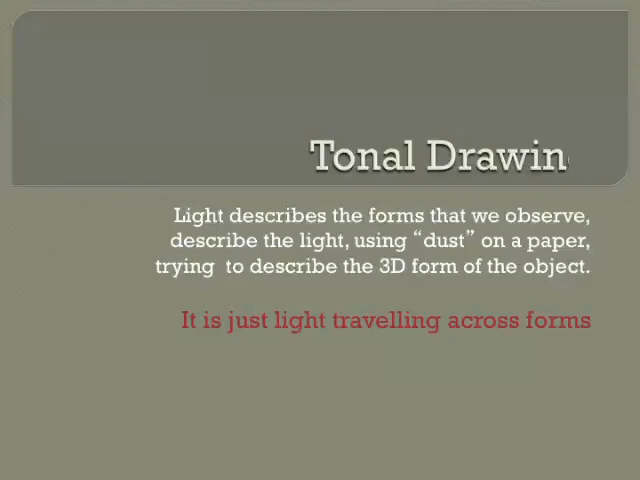 Tonal Drawin
Light describes the forms that we observe,
describe the light, using “dust” on a paper,
trying  to describe the 3D form of the object.
It is just light travelling across forms